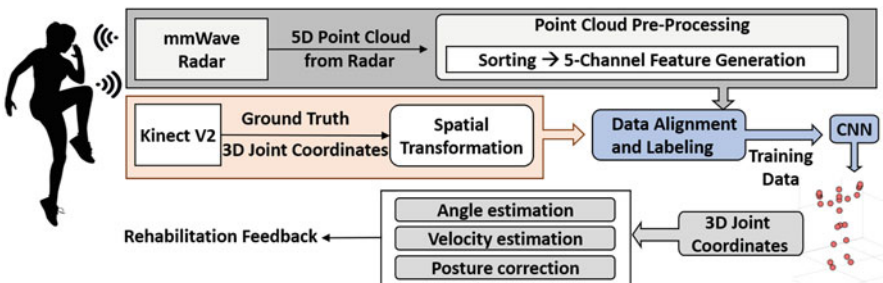 mmWave
Radar
5D Point Cloud
from Radar
Point Cloud Pre-Processing
Sorting → 5-Channel Feature Generation
Kinect V2
Ground Truth
3D Joint Coordinates
Spatial
Transformation
Data Alignment
and Labeling
Training
Data
CNN
3D Joint
Coordinates
Angle estimation
Velocity estimation
Posture correction
Rehabilitation Feedback